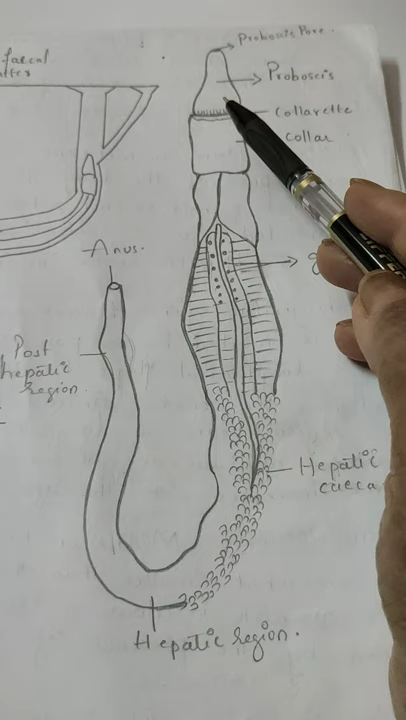 faecal
Proboscis Pore.
Proboscis
Collarette
Collar
Anus.
Post
hepatic
region.
Hepatic
caeca
Hepatic region.